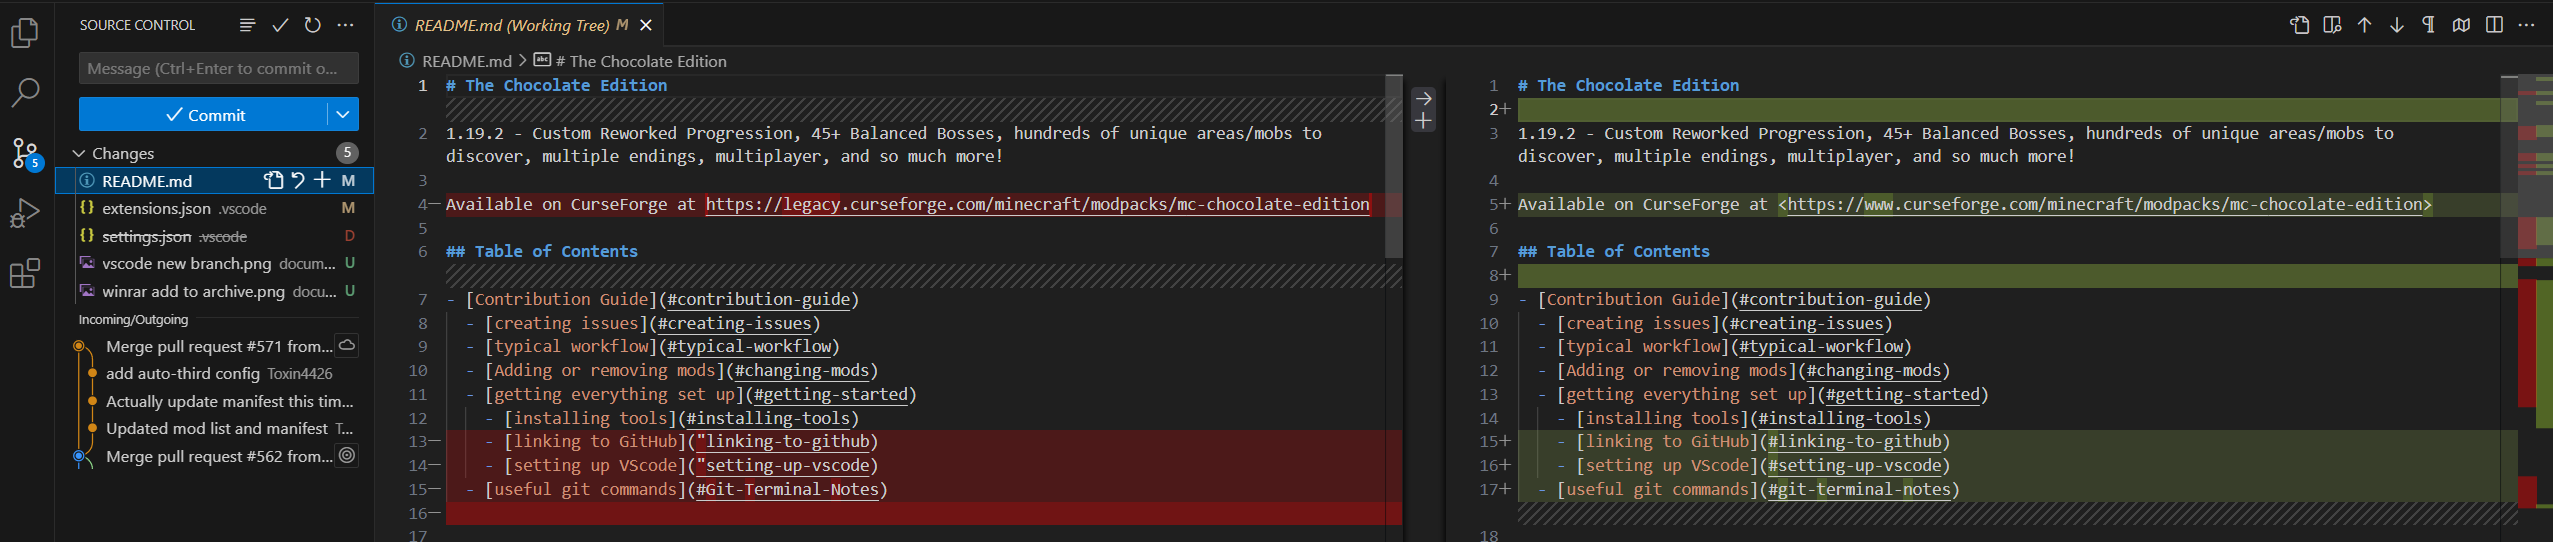 SOURCE CONTROL
Message (Ctrl+Enter to commit o...
Commit
Changes 5
5
README.md M
extensions.json .vscode M
settings.json .vscode D
vscode new branch.png docum... U
winrar add to archive.png docu... U
Incoming/Outgoing
Merge pull request #571 from...
add auto-third config Toxin4426
Actually update manifest this tim...
Updated mod list and manifest T...
Merge pull request #562 from...
README.md (Working Tree) M
README.md > # The Chocolate Edition
1 # The Chocolate Edition
2 1.19.2 - Custom Reworked Progression, 45+ Balanced Bosses, hundreds of unique areas/mobs to
discover, multiple endings, multiplayer, and so much more!
3
4— Available on CurseForge at https://legacy.curseforge.com/minecraft/modpacks/mc-chocolate-edition
5
6 ## Table of Contents
7 - [Contribution Guide](#contribution-guide)
8 - [creating issues](#creating-issues)
9 - [typical workflow](#typical-workflow)
10 - [Adding or removing mods](#changing-mods)
11 - [getting everything set up](#getting-started)
12 - [installing tools](#installing-tools)
13— - [linking to GitHub]("linking-to-github)
14— - [setting up VScode]("setting-up-vscode)
15— - [useful git commands](#Git-Terminal-Notes)
16—
17
1 # The Chocolate Edition
2+
3 1.19.2 - Custom Reworked Progression, 45+ Balanced Bosses, hundreds of unique areas/mobs to
discover, multiple endings, multiplayer, and so much more!
4
5+ Available on CurseForge at <https://www.curseforge.com/minecraft/modpacks/mc-chocolate-edition>
6
7 ## Table of Contents
8+
9 - [Contribution Guide](#contribution-guide)
10 - [creating issues](#creating-issues)
11 - [typical workflow](#typical-workflow)
12 - [Adding or removing mods](#changing-mods)
13 - [getting everything set up](#getting-started)
14 - [installing tools](#installing-tools)
15+ - [linking to GitHub](#linking-to-github)
16+ - [setting up VScode](#setting-up-vscode)
17+ - [useful git commands](#git-terminal-notes)
18